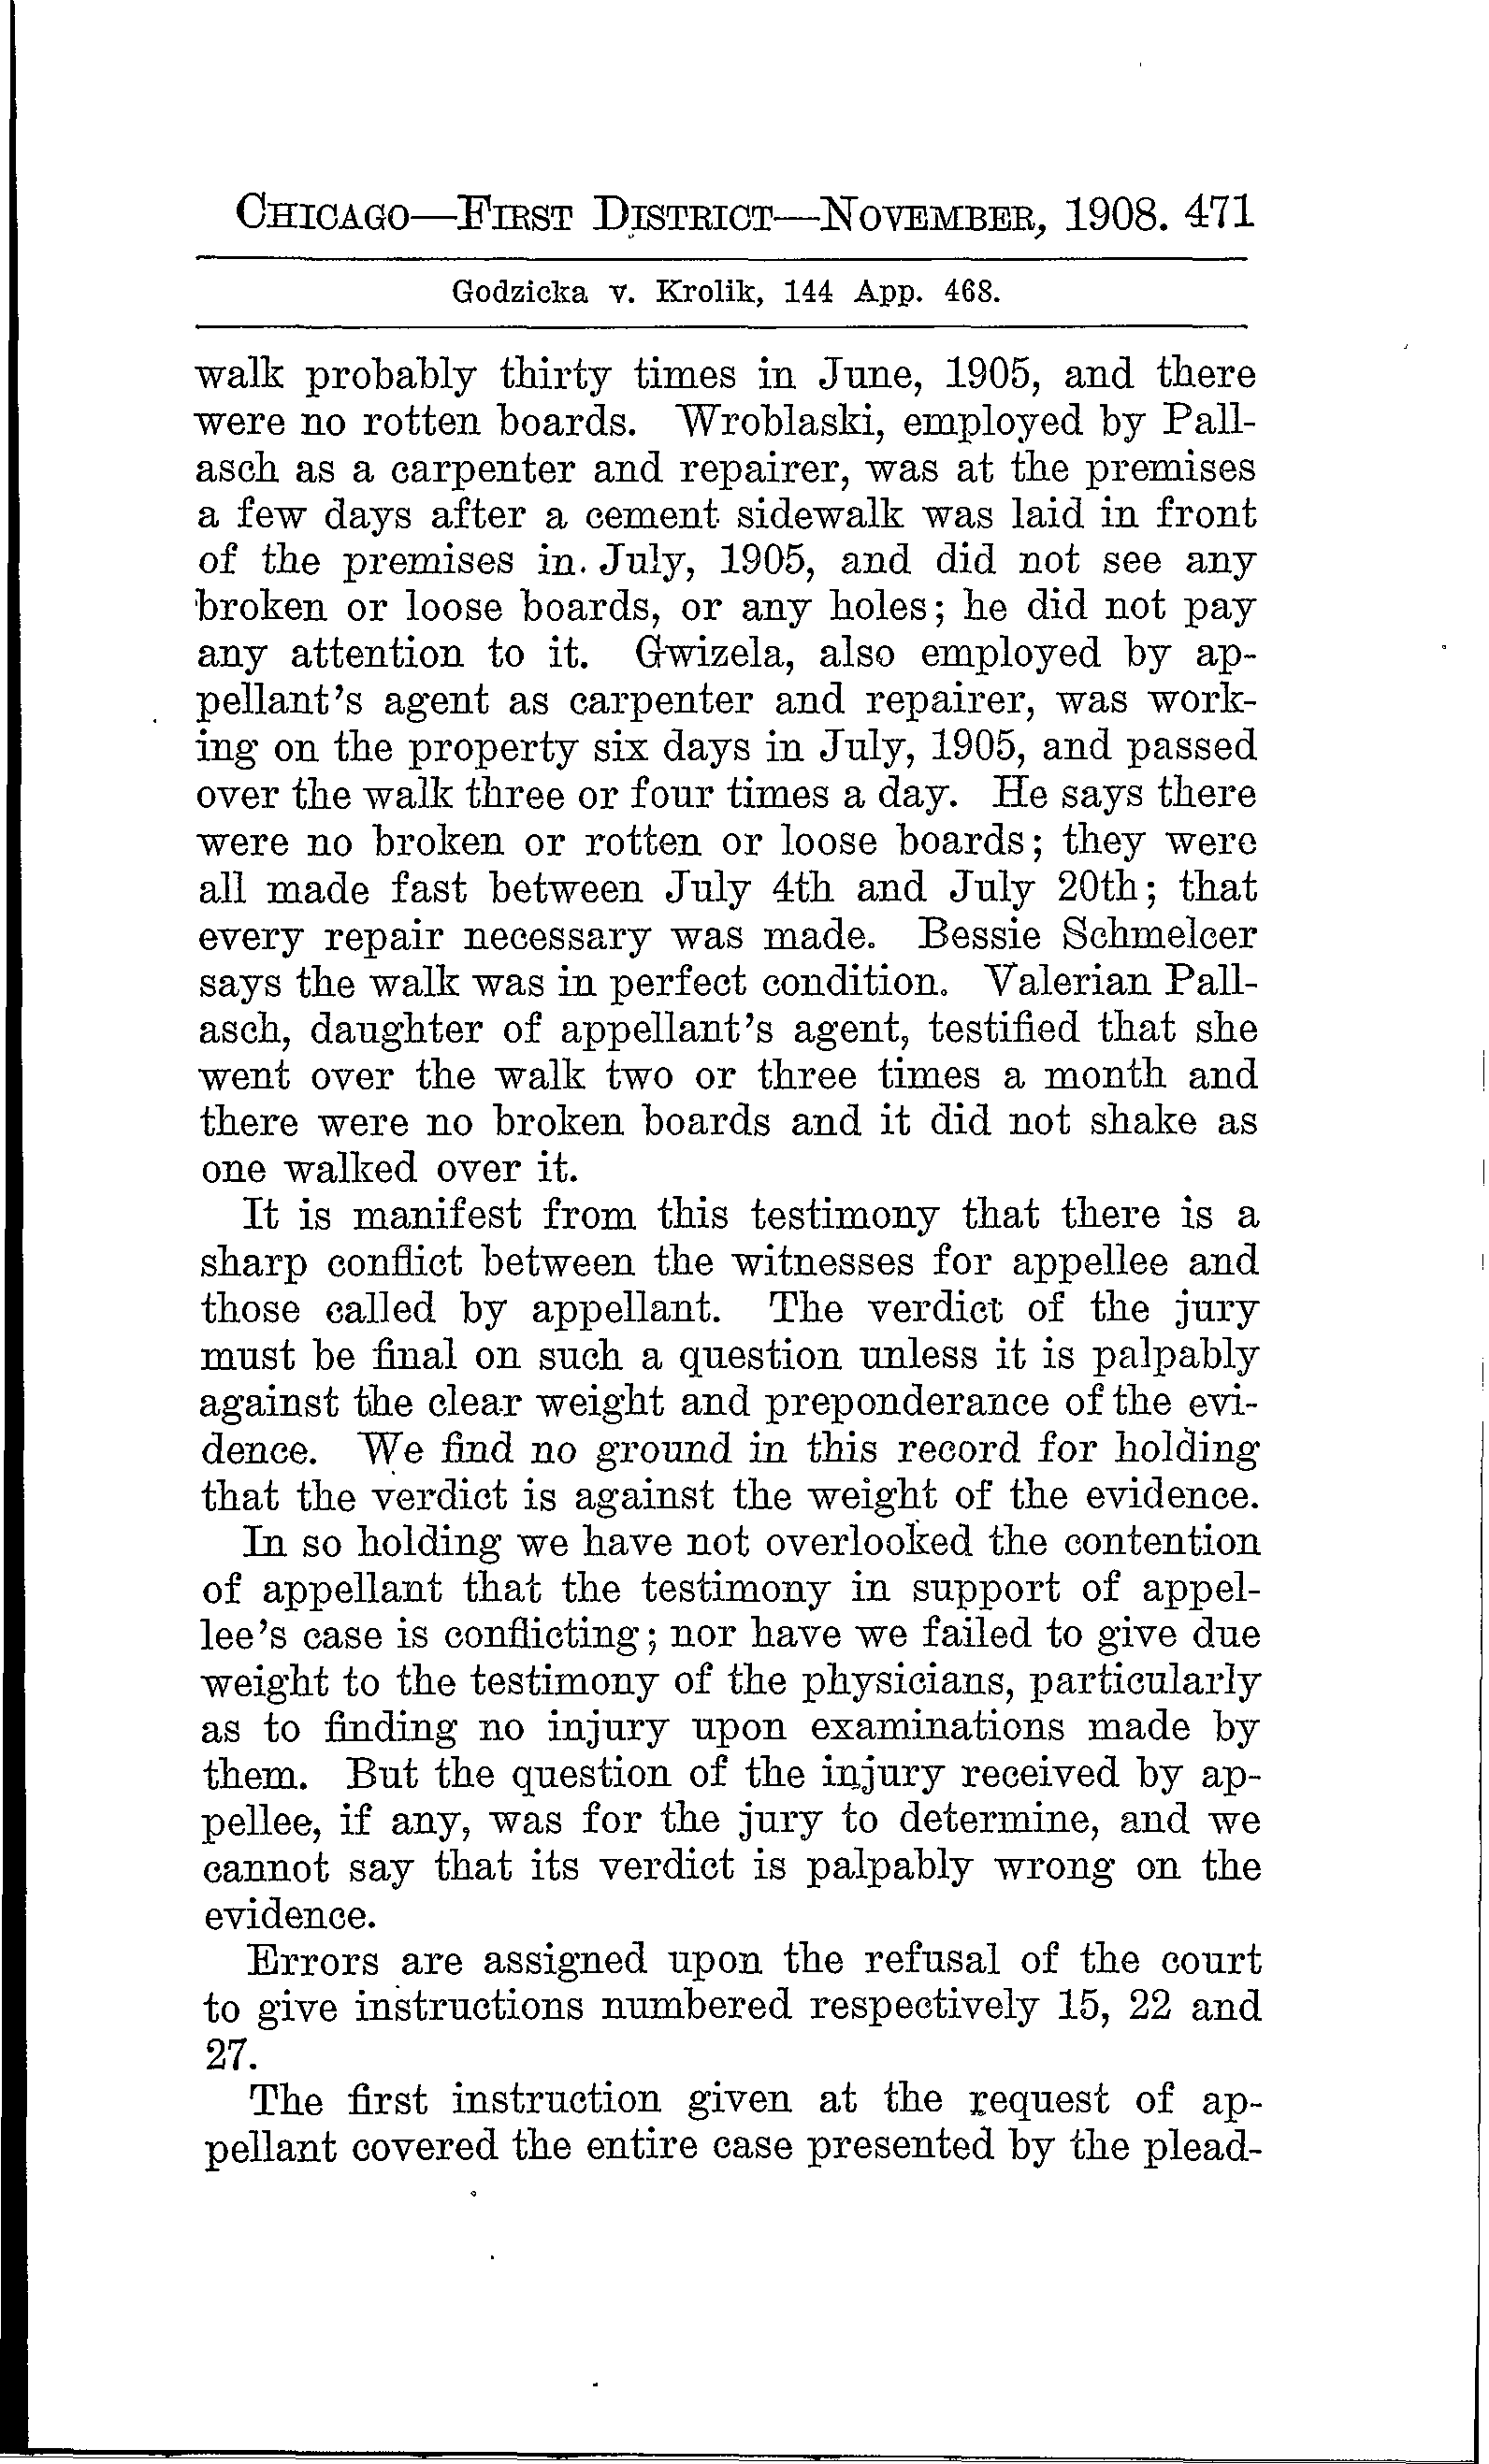 CHICAGO—FIRST DISTRICT—NOVEMBER, 1908. 471
Godzicka v. Krolik, 144 App. 468.
walk probably thirty times in June, 1905, and there
were no rotten boards. Wroblaski, employed by Pall-
asch as a carpenter and repairer, was at the premises
a few days after a cement sidewalk was laid in front
of the premises in July, 1905, and did not see any
broken or loose boards, or any holes; he did not pay
any attention to it. Gwizela, also employed by ap-
pellant's agent as carpenter and repairer, was work-
ing on the property six days in July, 1905, and passed
over the walk three or four times a day. He says there
were no broken or rotten or loose boards; they were
all made fast between July 4th and July 20th; that
every repair necessary was made. Bessie Schmelcer
says the walk was in perfect condition. Valerian Pall-
asch, daughter of appellant's agent, testified that she
went over the walk two or three times a month and
there were no broken boards and it did not shake as
one walked over it.
It is manifest from this testimony that there is a
sharp conflict between the witnesses for appellee and
those called by appellant. The verdict of the jury
must be final on such a question unless it is palpably
against the clear weight and preponderance of the evi-
dence. We find no ground in this record for holding
that the verdict is against the weight of the evidence.
In so holding we have not overlooked the contention
of appellant that the testimony in support of appel-
lee's case is conflicting; nor have we failed to give due
weight to the testimony of the physicians, particularly
as to finding no injury upon examinations made by
them. But the question of the injury received by ap-
pellee, if any, was for the jury to determine, and we
cannot say that its verdict is palpably wrong on the
evidence.
Errors are assigned upon the refusal of the court
to give instructions numbered respectively 15, 22 and
27.
The first instruction given at the request of ap-
pellant covered the entire case presented by the plead-